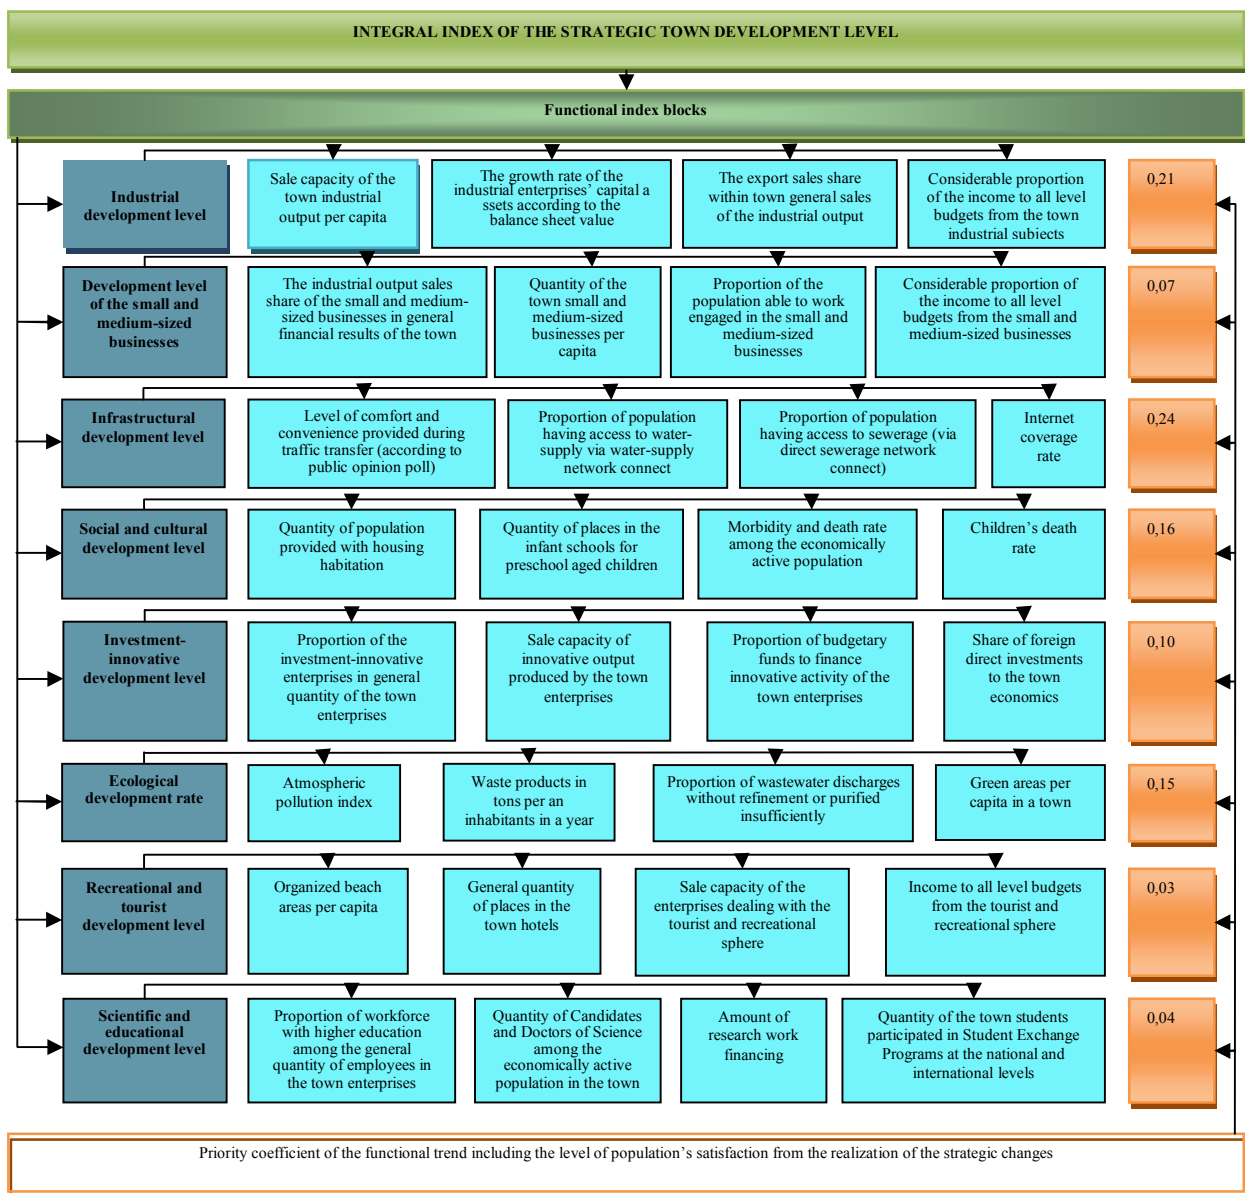 INTEGRAL INDEX OF THE STRATEGIC TOWN DEVELOPMENT LEVEL
Functional index blocks
Industrial
development level
Sale capacity of the
town industrial
output per capita
The growth rate of the
industrial enterprises’ capital a
ssets according to the
balance sheet value
The export sales share
within town general sales
of the industrial output
Considerable proportion
of the income to all level
budgets from the town
industrial subjects
0,21
Development level
of the small and
medium-sized
businesses
The industrial output sales
share of the small and medium-
sized businesses in general
financial results of the town
Quantity of the
town small and
medium-sized
businesses per
capita
Proportion of the
population able to work
engaged in the small and
medium-sized
businesses
Considerable proportion of
the income to all level
budgets from the small and
medium-sized businesses
0,07
Infrastructural
development level
Level of comfort and
convenience provided during
traffic transfer (according to
public opinion poll)
Proportion of population
having access to water-
supply via water-supply
network connect
Proportion of population
having access to sewerage (via
direct sewerage network
connect)
Internet
coverage
rate
0,24
Social and cultural
development level
Quantity of population
provided with housing
habitation
Quantity of places in the
infant schools for
preschool aged children
Morbidity and death rate
among the economically
active population
Children’s death
rate
0,16
Investment-
innovative
development level
Proportion of the
investment-innovative
enterprises in general
quantity of the town
enterprises
Sale capacity of
innovative output
produced by the town
enterprises
Proportion of budgetary
funds to finance
innovative activity of the
town enterprises
Share of foreign
direct investments
to the town
economics
0,10
Ecological
development rate
Atmospheric
pollution index
Waste products in
tons per an
inhabitants in a year
Proportion of wastewater discharges
without refinement or purified
insufficiently
Green areas per
capita in a town
0,15
Recreational and
tourist
development level
Organized beach
areas per capita
General quantity
of places in the
town hotels
Sale capacity of the
enterprises dealing with the
tourist and recreational
sphere
Income to all level budgets
from the tourist and
recreational sphere
0,03
Scientific and
educational
development level
Proportion of workforce
with higher education
among the general
quantity of employees in
the town enterprises
Quantity of Candidates
and Doctors of Science
among the
economically active
population in the town
Amount of
research work
financing
Quantity of the town students
participated in Student Exchange
Programs at the national and
international levels
0,04
Priority coefficient of the functional trend including the level of population’s satisfaction from the realization of the strategic changes